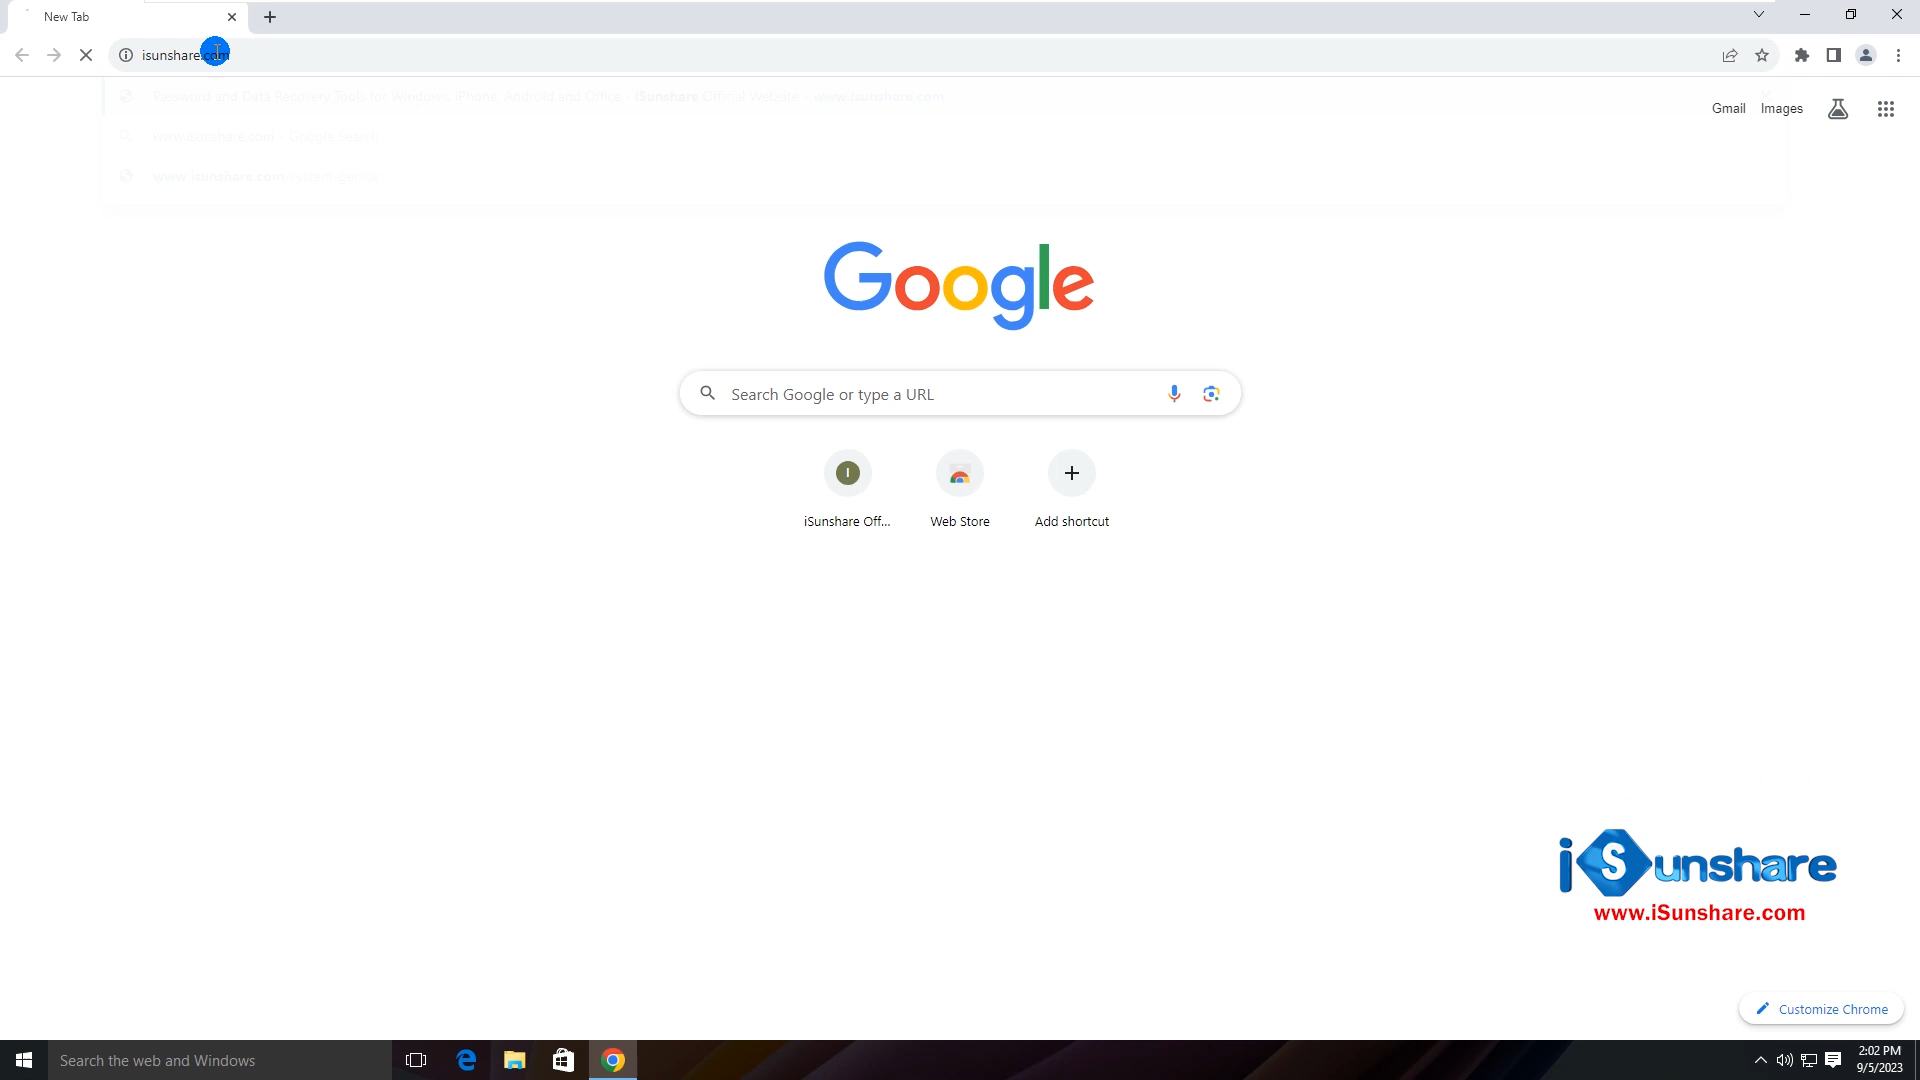 New Tab
isunshare.com
Password and Data Recovery Tools for Windows, iPhone, Android and Office - iSunshare Official Website - www.isunshare.com
www.isunshare.com - Google Search
www.isunshare.com
Gmail Images
Google
Search Google or type a URL
I
iSunshare Off... Web Store Add shortcut
iSunshare
www.iSunshare.com
Customize Chrome
Search the web and Windows
2:02 PM
9/5/2023